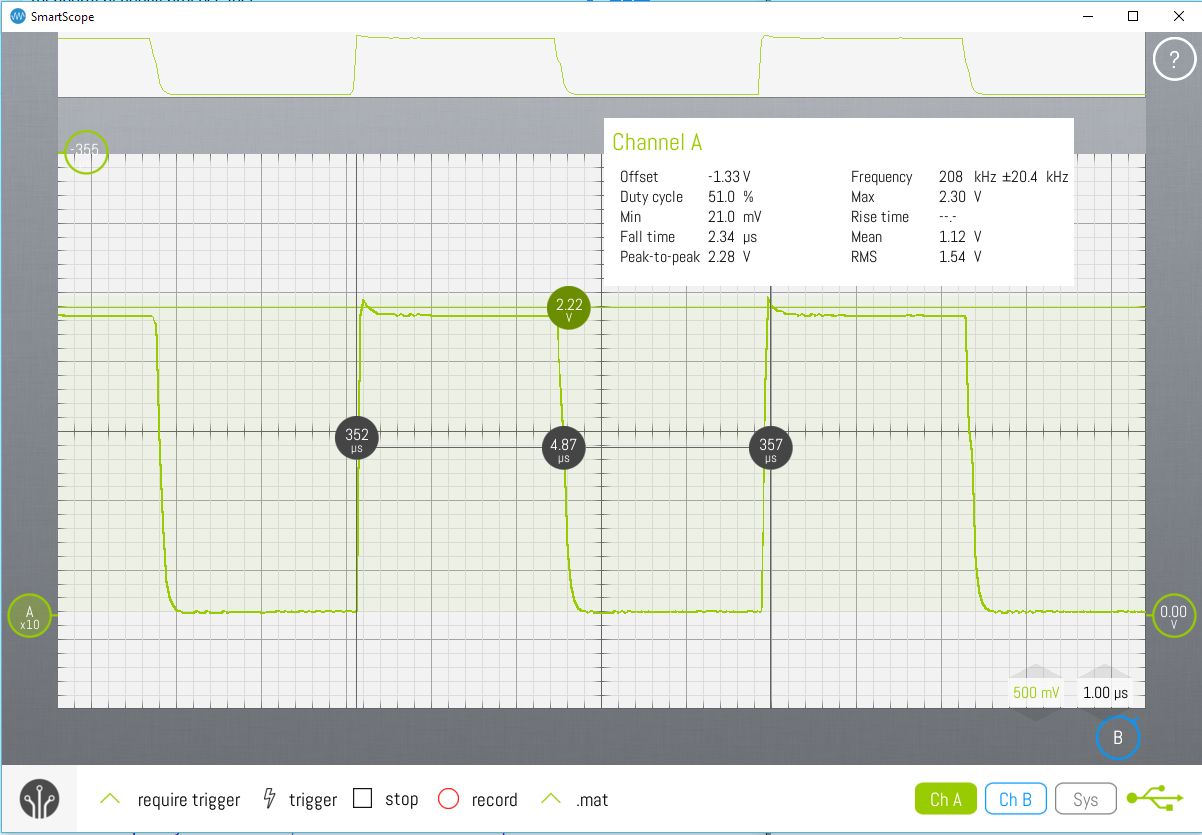 SmartScope
?
-355
Channel A
Offset -1.33 V Frequency 208 kHz ±20.4 kHz
Duty cycle 51.0 % Max 2.30 V
Min 21.0 mV Rise time --.-
Fall time 2.34 µs Mean 1.12 V
Peak-to-peak 2.28 V RMS 1.54 V
2.22
V
352
µs
4.87
µs
357
µs
A
x10
0.00
V
500 mV 1.00 µs
B
require trigger trigger stop record .mat Ch A Ch B Sys